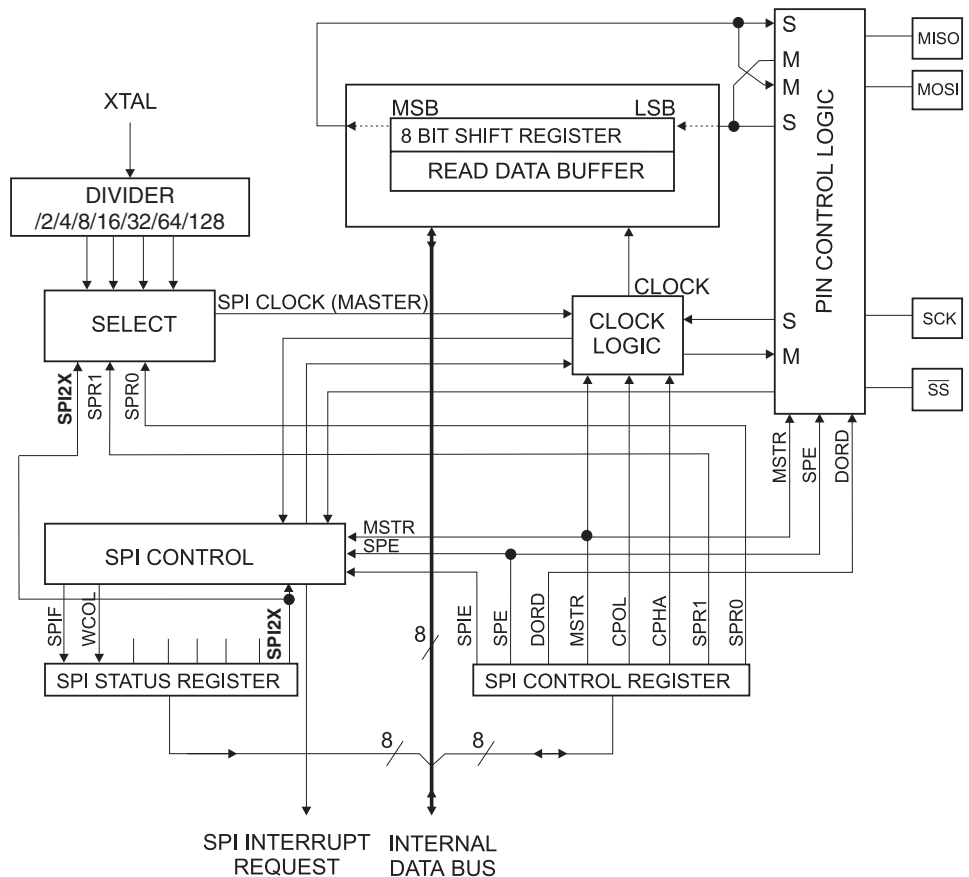 S
MISO
M
MOSI
XTAL
MSB
LSB
M
8 BIT SHIFT REGISTER
S
READ DATA BUFFER
DIVIDER
/2/4/8/16/32/64/128
PIN CONTROL LOGIC
SPI CLOCK (MASTER)
CLOCK
SELECT
CLOCK
LOGIC
S
SCK
M
SPI2X
SPR1
SPR0
SS
MSTR
SPE
DORD
MSTR
SPE
SPI CONTROL
SPIF
WCOL
SPI2X
8
SPIE
SPE
DORD
MSTR
CPOL
CPHA
SPR1
SPR0
SPI STATUS REGISTER
SPI CONTROL REGISTER
8
8
SPI INTERRUPT
REQUEST
INTERNAL
DATA BUS